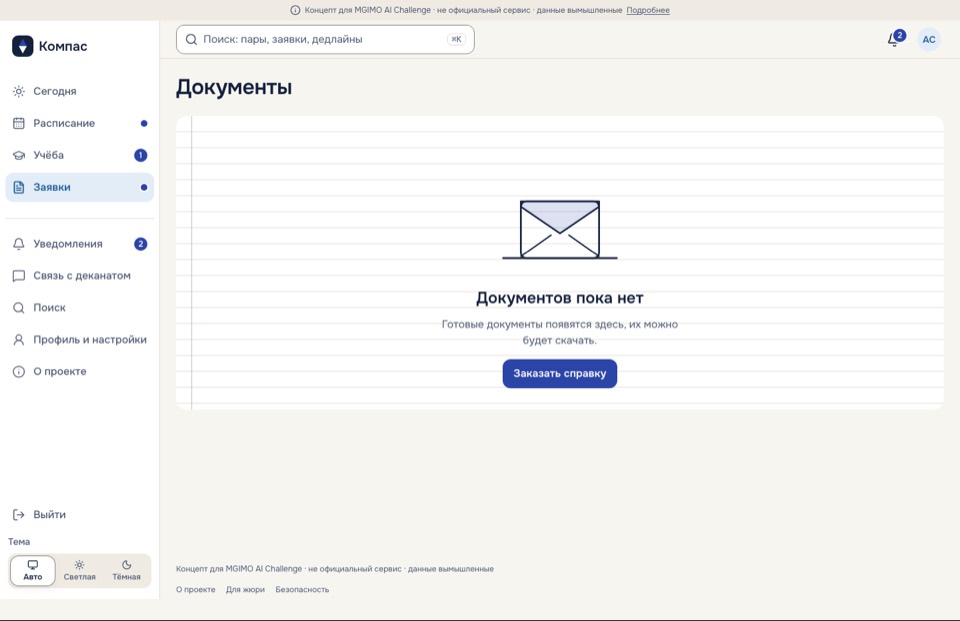 Концепт для MGIMO AI Challenge · не официальный сервис · данные вымышленные Подробнее
Компас
Поиск: пары, заявки, дедлайны
⌘K
2
АС
Сегодня
Расписание
Учёба 1
Заявки
Уведомления 2
Связь с деканатом
Поиск
Профиль и настройки
О проекте
Выйти
Тема
Авто Светлая Тёмная
Документы
Документов пока нет
Готовые документы появятся здесь, их можно
будет скачать.
Заказать справку
Концепт для MGIMO AI Challenge · не официальный сервис · данные вымышленные
О проекте Для жюри Безопасность